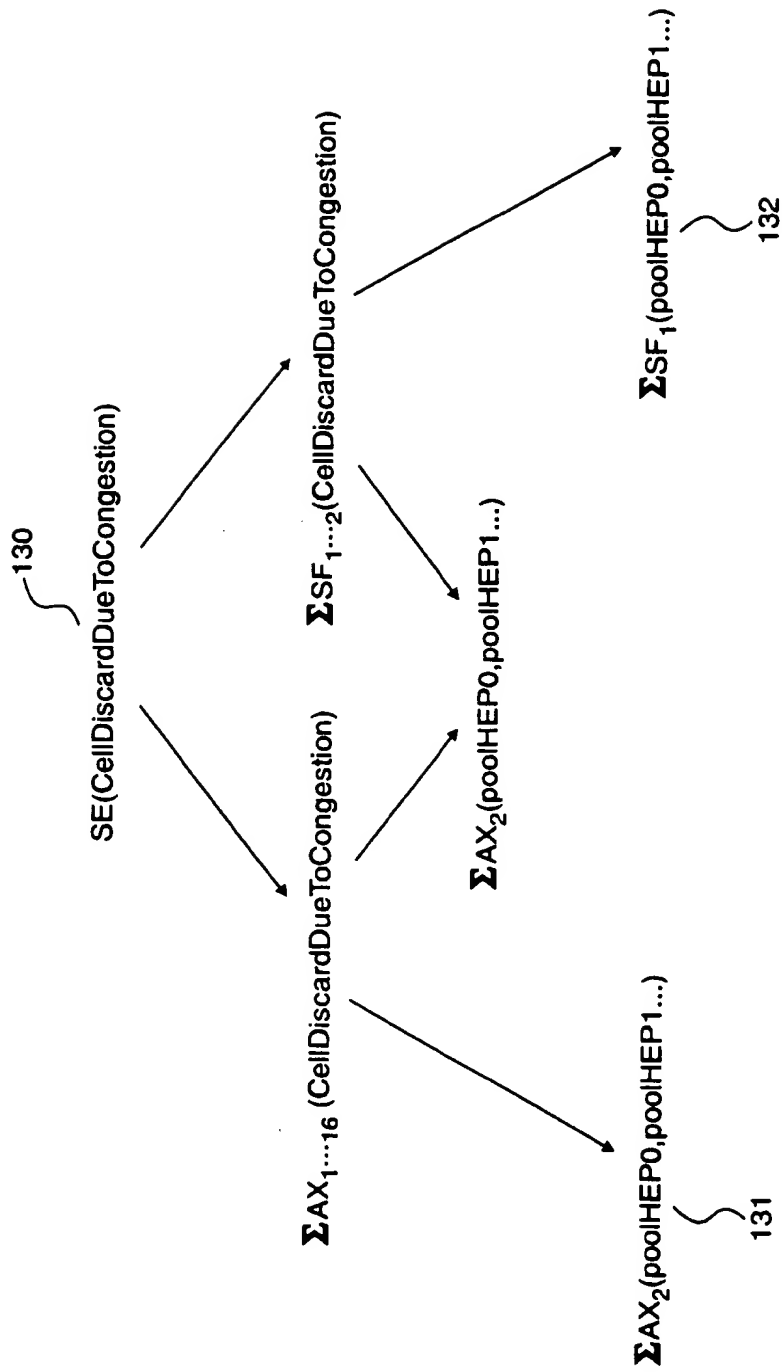 130
SE(CellDiscardDueToCongestion)
ΣAX₁...₁₆ (CellDiscardDueToCongestion)
ΣSF₁...₂(CellDiscardDueToCongestion)
ΣAX₂(poolHEP0,poolHEP1...)
ΣAX₂(poolHEP0,poolHEP1...)
131
ΣSF₁(poolHEP0,poolHEP1...)
132